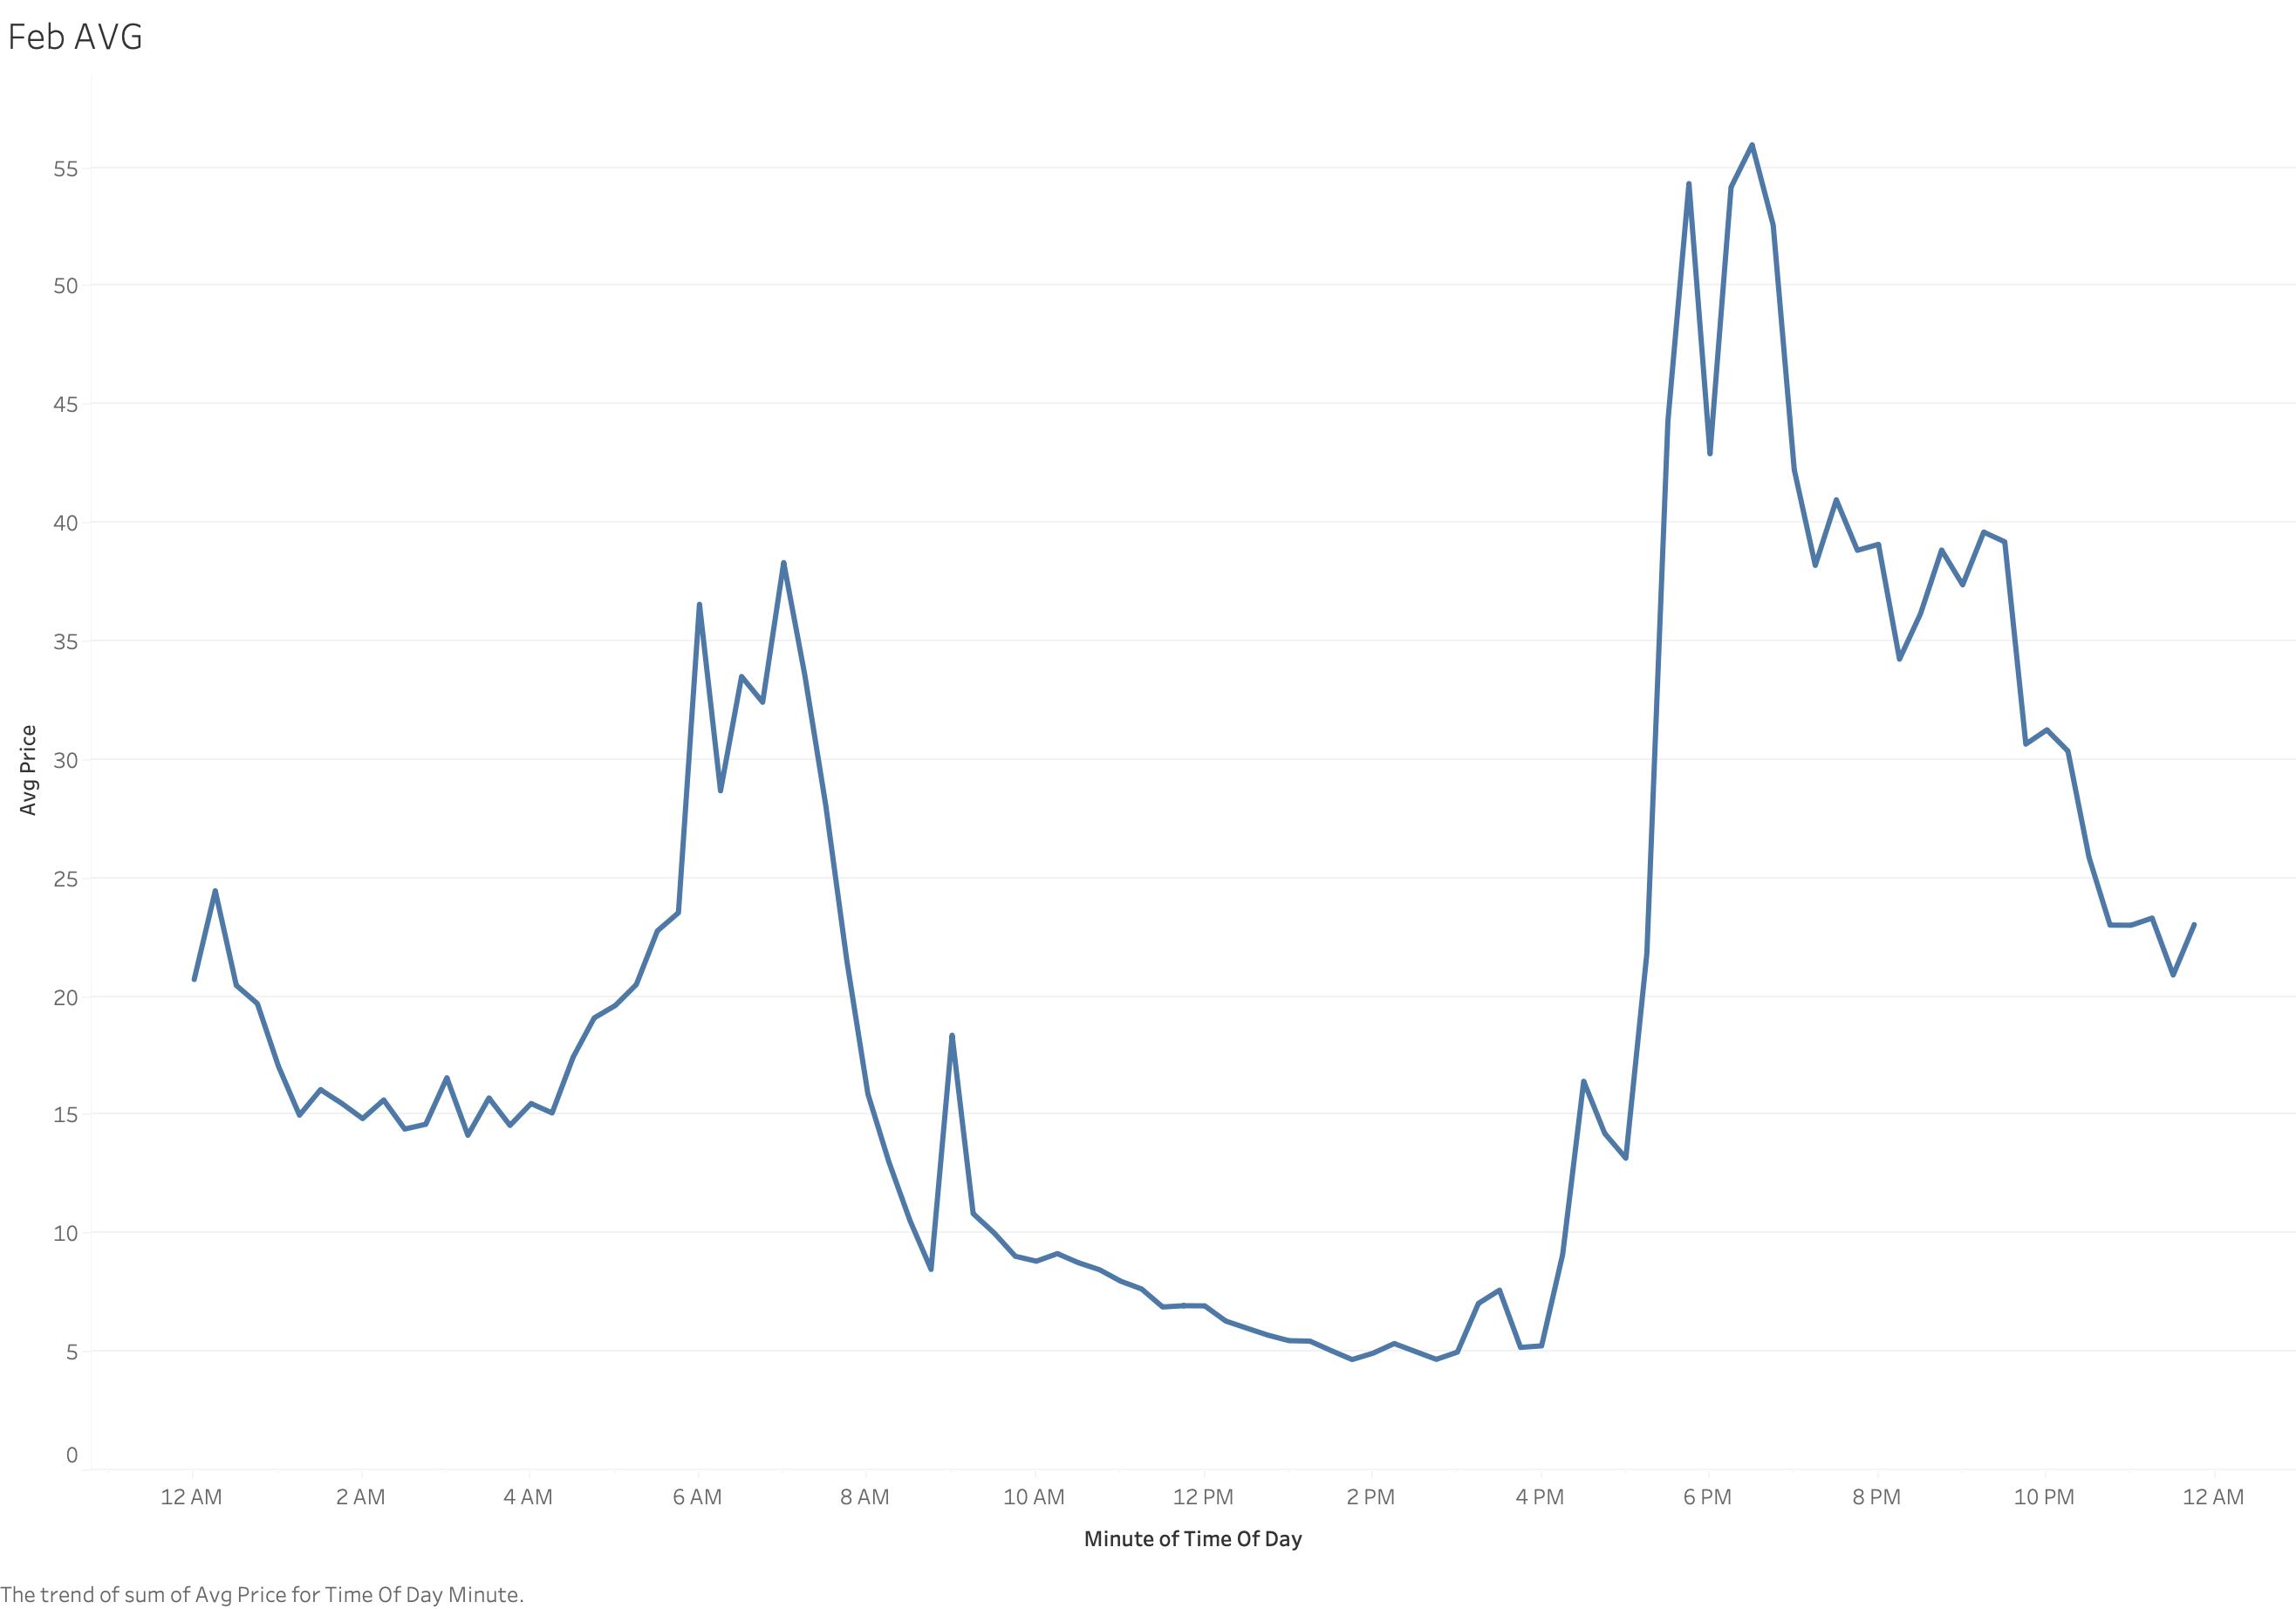 Feb AVG
55
50
45
40
35
30
25
20
15
10
5
0
Avg Price
12 AM
2 AM
4 AM
6 AM
8 AM
10 AM
12 PM
2 PM
4 PM
6 PM
8 PM
10 PM
12 AM
Minute of Time Of Day
The trend of sum of Avg Price for Time Of Day Minute.